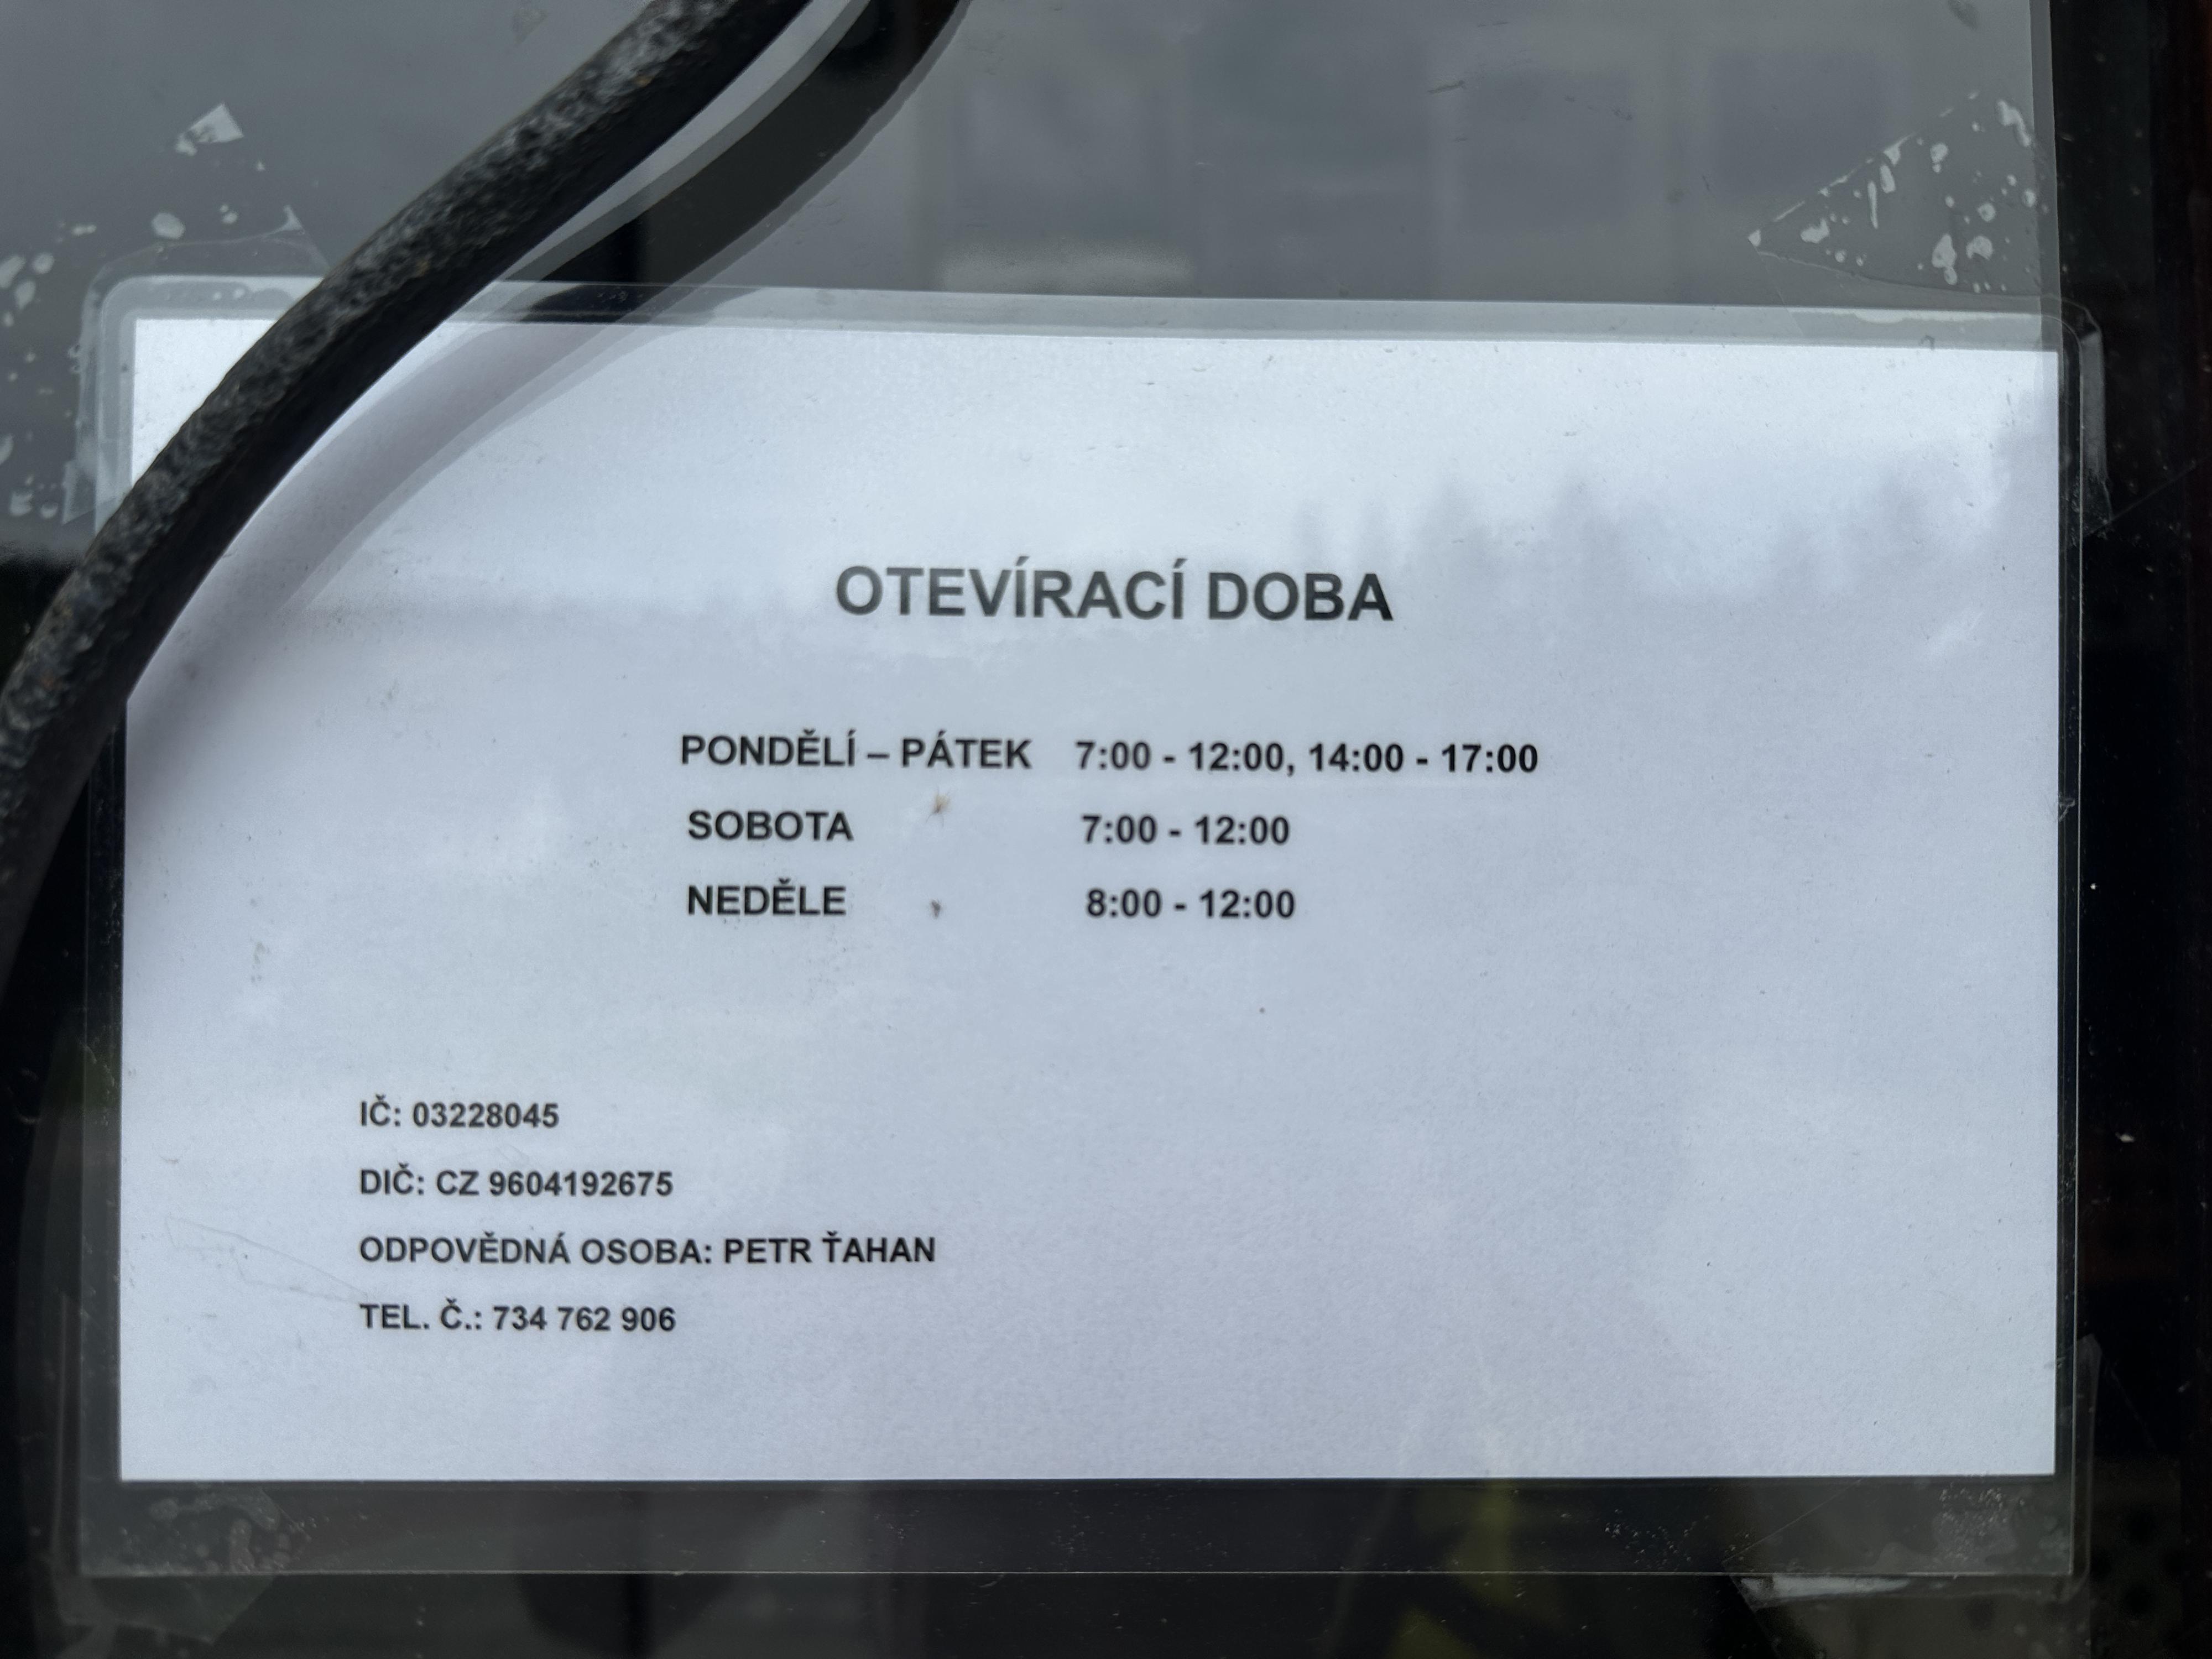 OTEVÍRACÍ DOBA
PONDĚLÍ – PÁTEK 7:00 - 12:00, 14:00 - 17:00
SOBOTA 7:00 - 12:00
NEDĚLE 8:00 - 12:00
IČ: 03228045
DIČ: CZ 9604192675
ODPOVĚDNÁ OSOBA: PETR ŤAHAN
TEL. Č.: 734 762 906